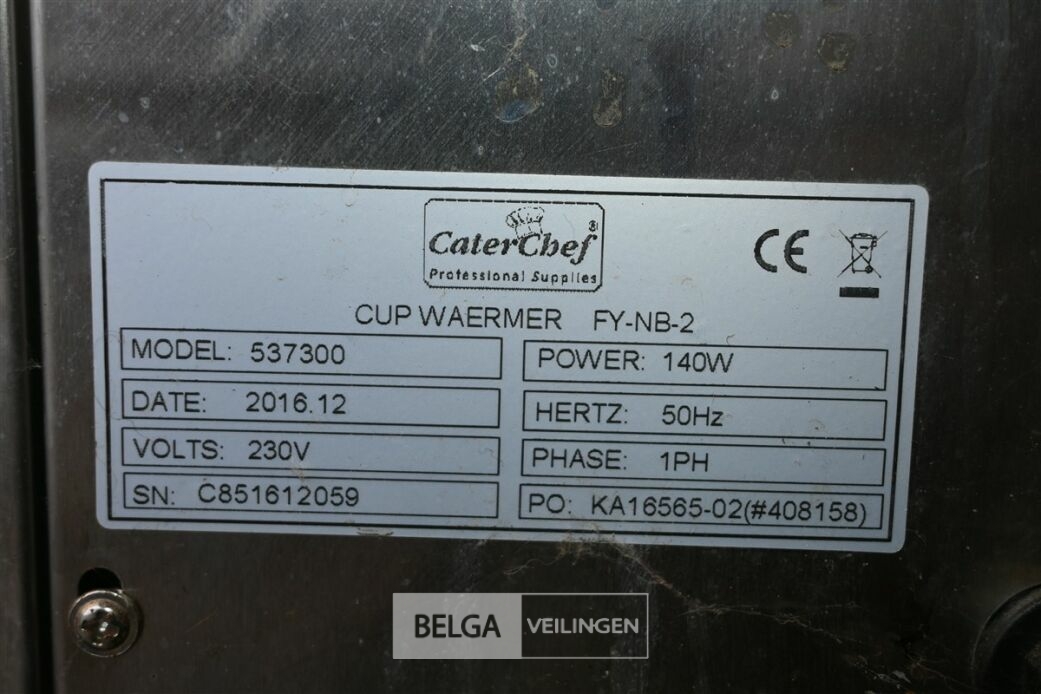 CaterChef®
Professional Supplies
CE
CUP WAERMER FY-NB-2
MODEL: 537300
POWER: 140W
DATE: 2016.12
HERTZ: 50Hz
VOLTS: 230V
PHASE: 1PH
SN: C851612059
PO: KA16565-02(#408158)
BELGA VEILINGEN